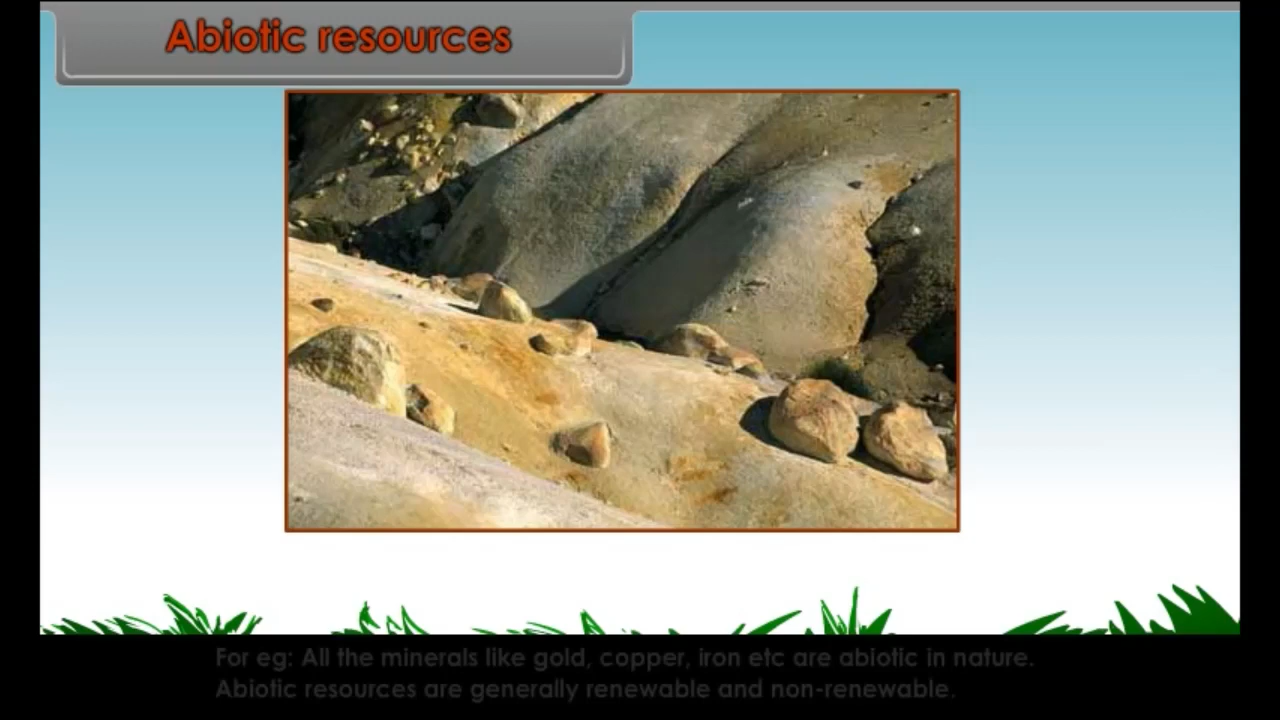 Abiotic resources
For eg: All the minerals like gold, copper, iron etc are abiotic in nature.
Abiotic resources are generally renewable and non-renewable.